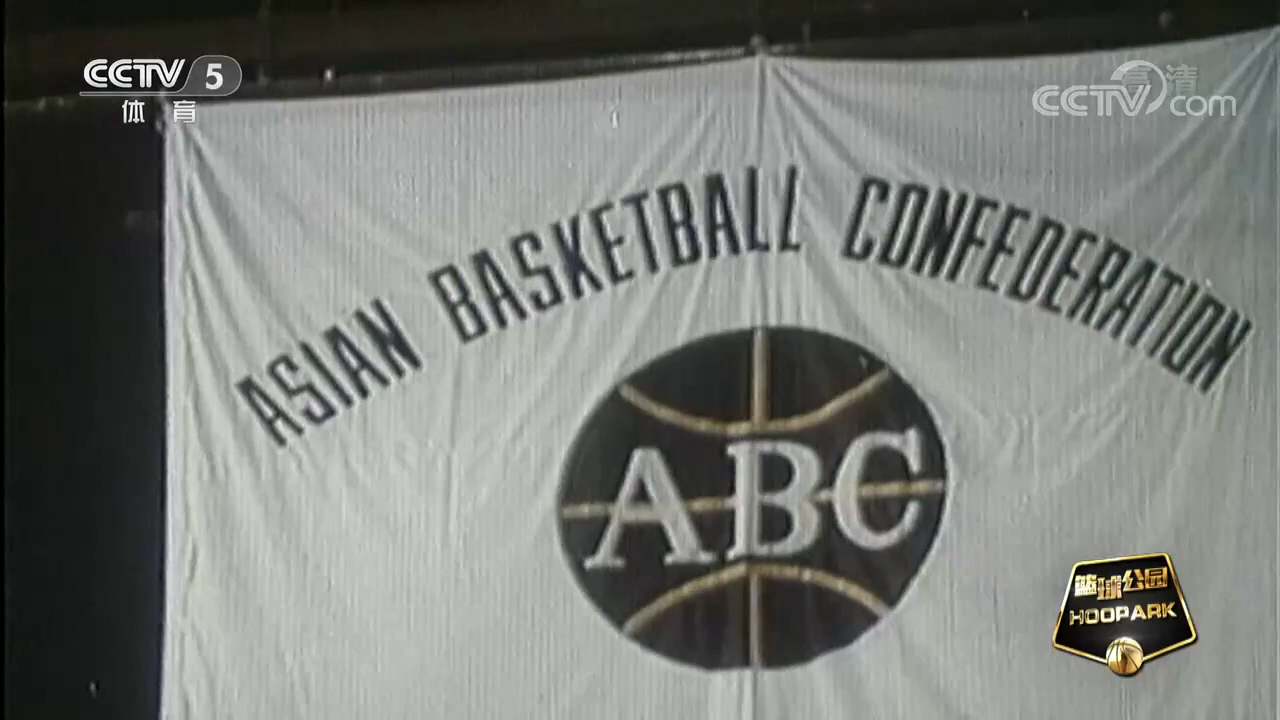 CCTV 5
体育
高清
CCTV.com
ASIAN BASKETBALL CONFEDERATION
ABC
篮球公园
HOOPARK